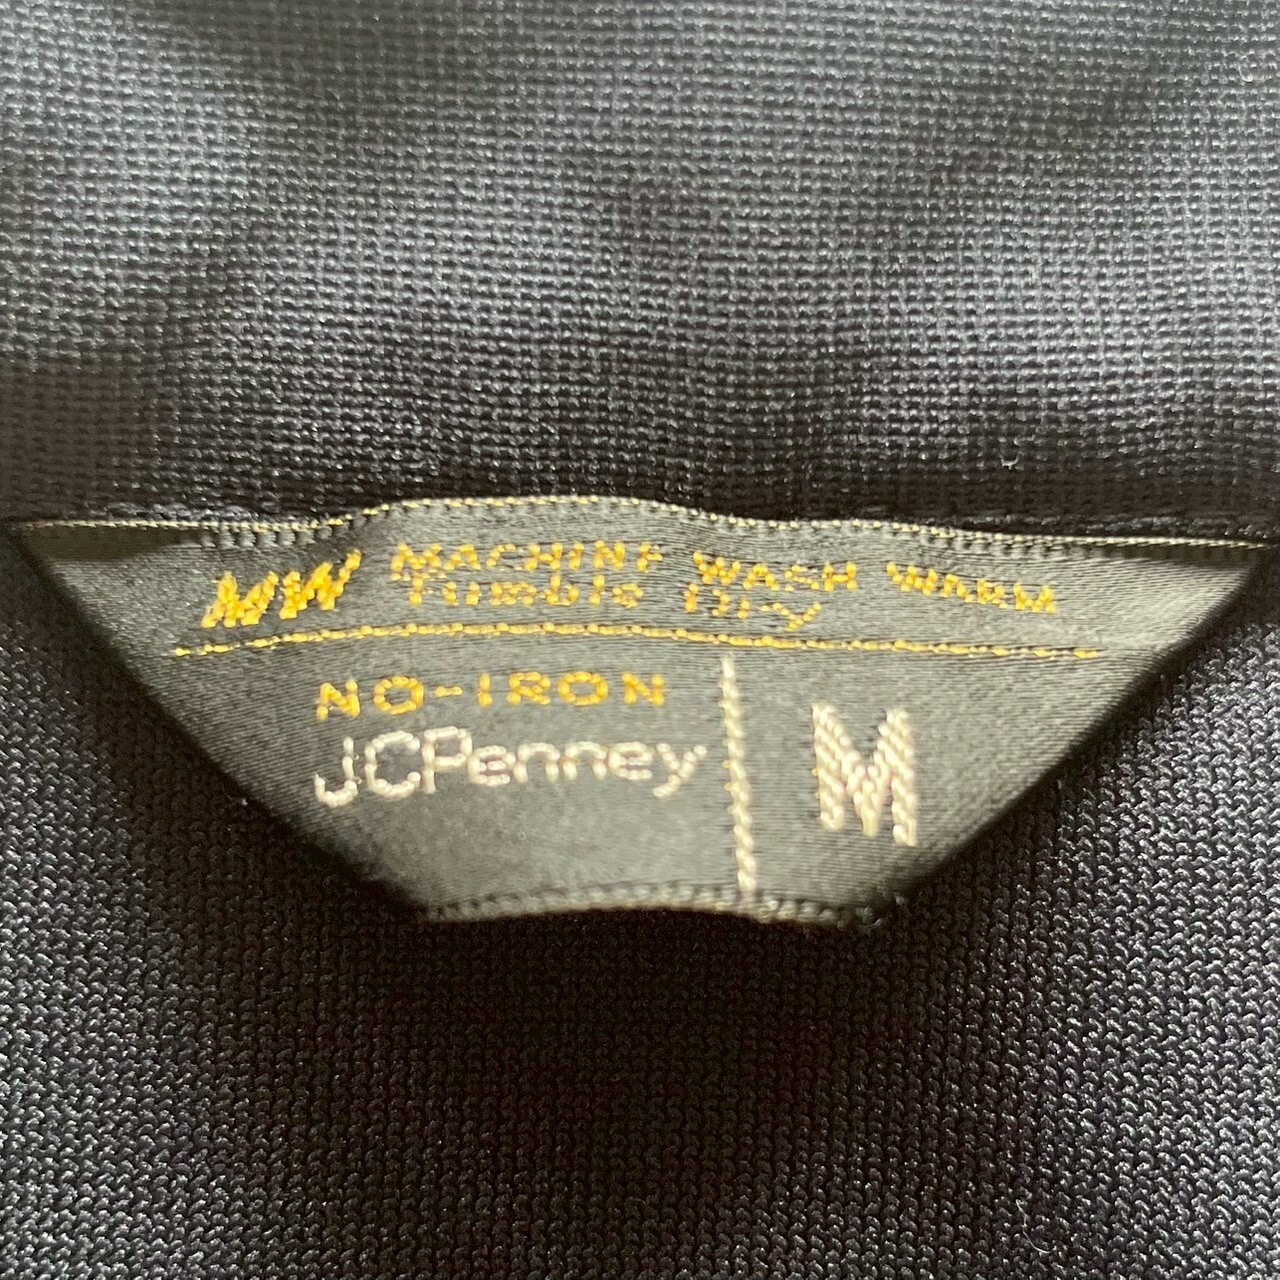 MW MACHINE WASH WARM
Tumble Dry
NO-IRON
JCPenney
M